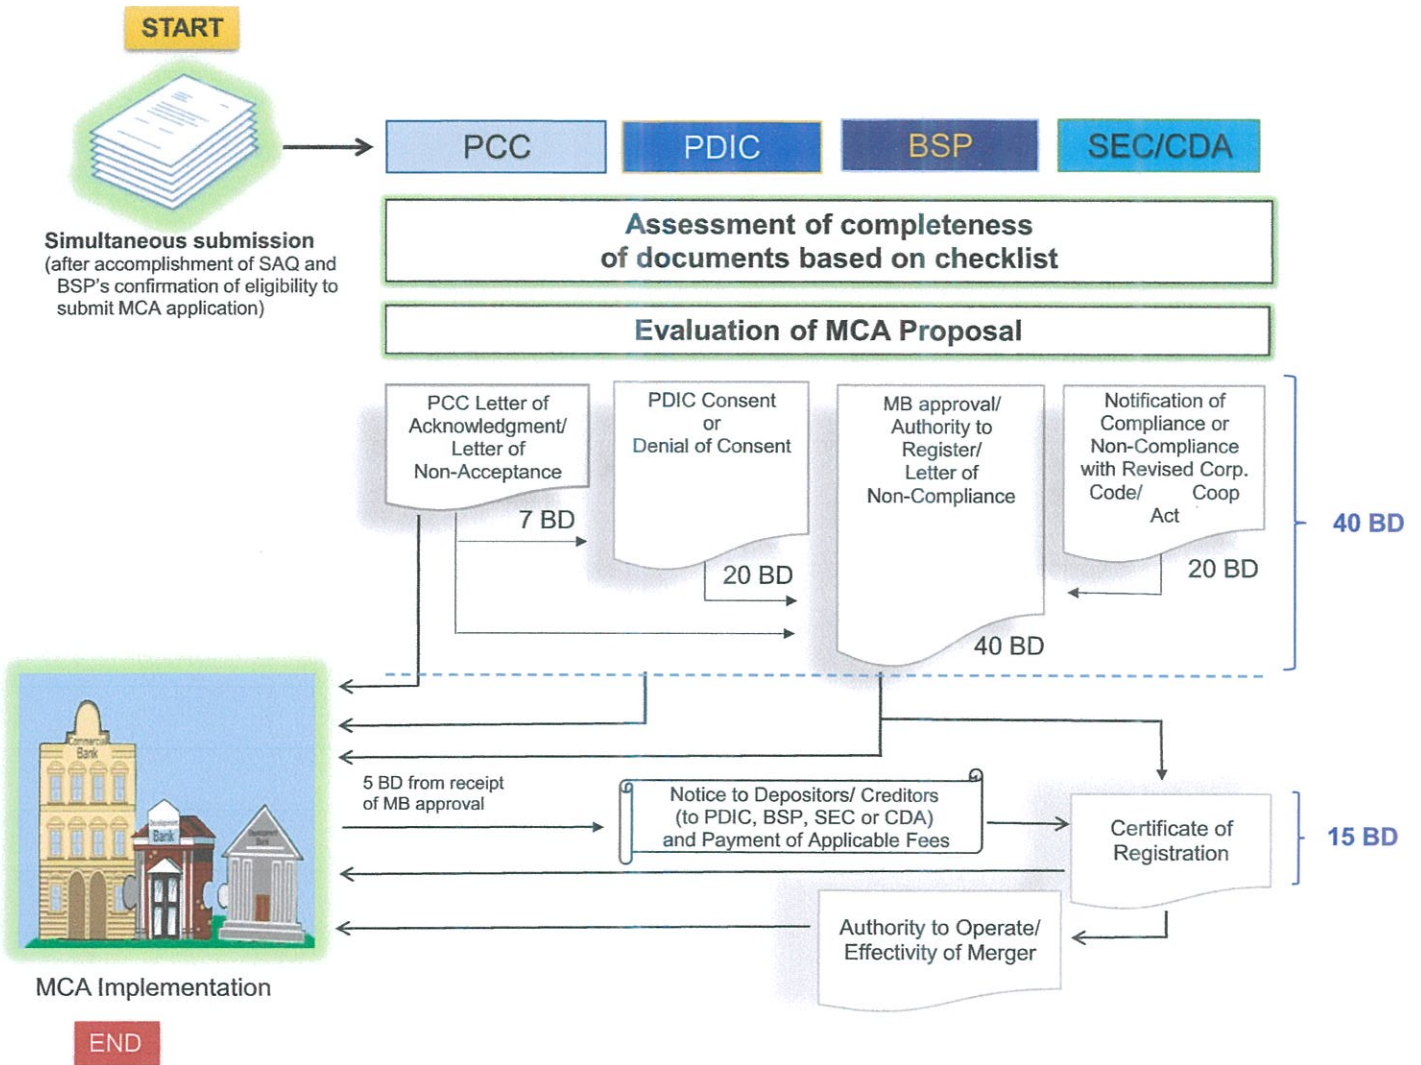 START
PCC
PDIC
BSP
SEC/CDA
Simultaneous submission
(after accomplishment of SAQ and
BSP's confirmation of eligibility to
submit MCA application)
Assessment of completeness
of documents based on checklist
Evaluation of MCA Proposal
PCC Letter of
Acknowledgment/
Letter of
Non-Acceptance
7 BD
PDIC Consent
or
Denial of Consent
20 BD
MB approval/
Authority to
Register/
Letter of
Non-Compliance
40 BD
Notification of
Compliance or
Non-Compliance
with Revised Corp.
Code/ Coop
Act
20 BD
40 BD
Commercial
Bank
Development
Bank
Development
Bank
5 BD from receipt
of MB approval
Notice to Depositors/ Creditors
(to PDIC, BSP, SEC or CDA)
and Payment of Applicable Fees
Certificate of
Registration
15 BD
Authority to Operate/
Effectivity of Merger
MCA Implementation
END